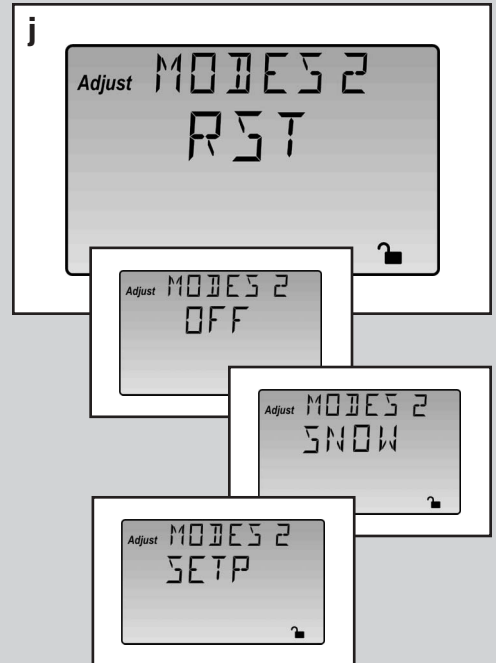 j
Adjust MODES 2
RST
Adjust MODES 2
OFF
Adjust MODES 2
SNOW
Adjust MODES 2
SETP